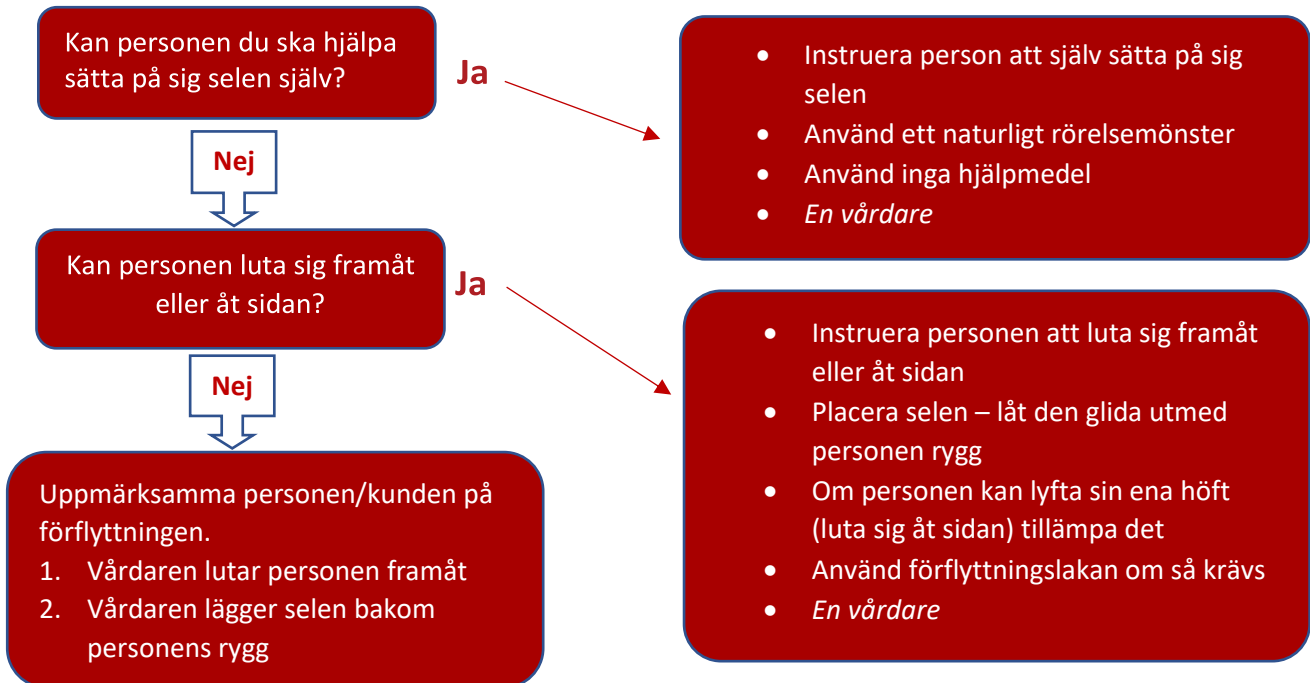 Kan personen du ska hjälpa
sätta på sig selen själv?
Ja
• Instruera person att själv sätta på sig
selen
• Använd ett naturligt rörelsemönster
• Använd inga hjälpmedel
• En vårdare
Nej
Kan personen luta sig framåt
eller åt sidan?
Ja
• Instruera personen att luta sig framåt
eller åt sidan
• Placera selen – låt den glida utmed
personen rygg
• Om personen kan lyfta sin ena höft
(luta sig åt sidan) tillämpa det
• Använd förflyttningslakan om så krävs
• En vårdare
Nej
Uppmärksamma personen/kunden på
förflyttningen.
1. Vårdaren lutar personen framåt
2. Vårdaren lägger selen bakom
personens rygg